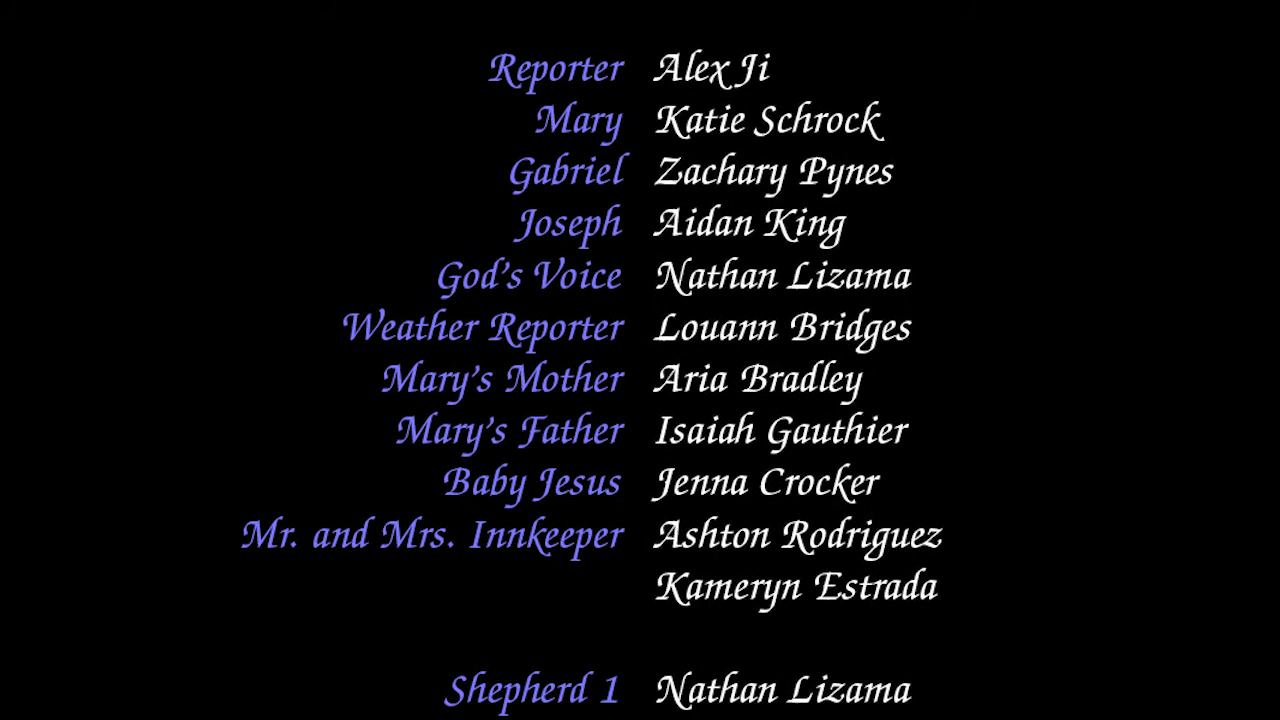 Reporter Alex Ji
Mary Katie Schrock
Gabriel Zachary Pynes
Joseph Aidan King
God's Voice Nathan Lizama
Weather Reporter Louann Bridges
Mary's Mother Aria Bradley
Mary's Father Isaiah Gauthier
Baby Jesus Jenna Crocker
Mr. and Mrs. Innkeeper Ashton Rodriguez
Kameryn Estrada
Shepherd 1 Nathan Lizama